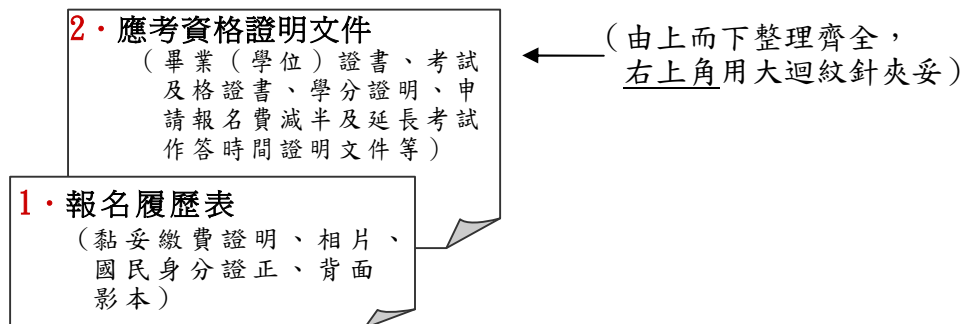 2．應考資格證明文件
（畢業（學位）證書、考試
及格證書、學分證明、申
請報名費減半及延長考試
作答時間證明文件等）
（由上而下整理齊全，
右上角用大迴紋針夾妥）
1．報名履歷表
（黏妥繳費證明、相片、
國民身分證正、背面
影本）